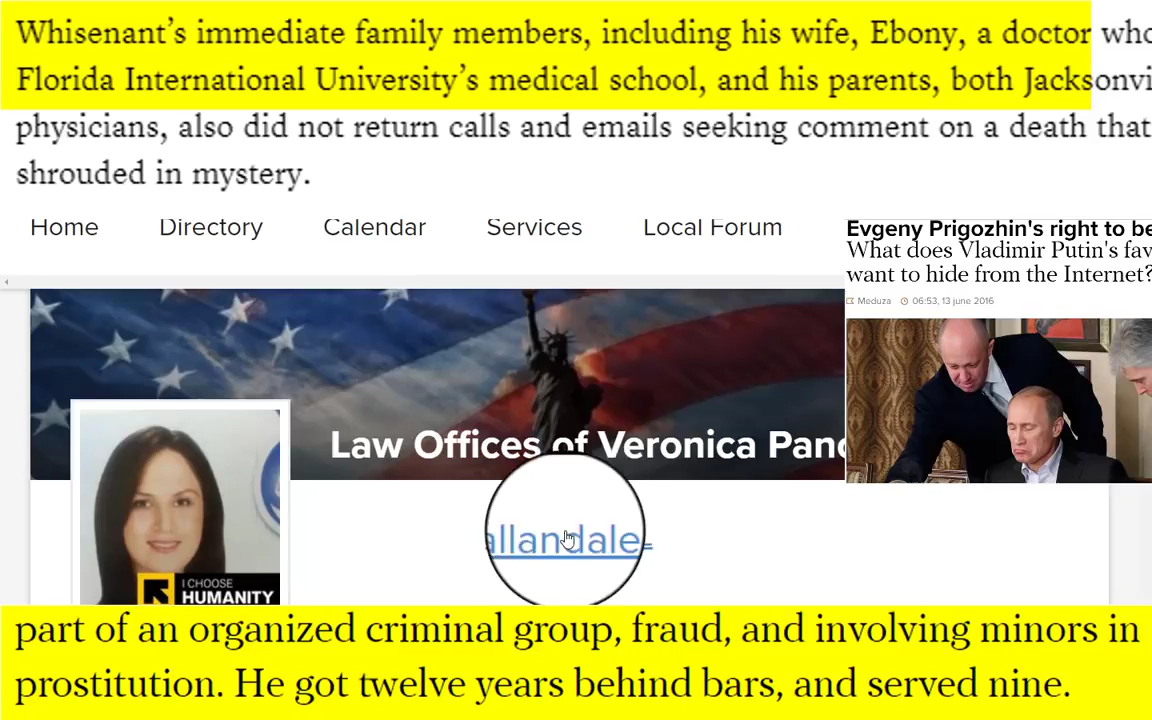 Whisenant’s immediate family members, including his wife, Ebony, a doctor who
Florida International University’s medical school, and his parents, both Jacksonvi
physicians, also did not return calls and emails seeking comment on a death that
shrouded in mystery.
Home Directory Calendar Services Local Forum
Evgeny Prigozhin's right to be
What does Vladimir Putin's fav
want to hide from the Internet?
Meduza 06:53, 13 june 2016
Law Offices of Veronica Pano
allandale-
I CHOOSE
HUMANITY
part of an organized criminal group, fraud, and involving minors in
prostitution. He got twelve years behind bars, and served nine.